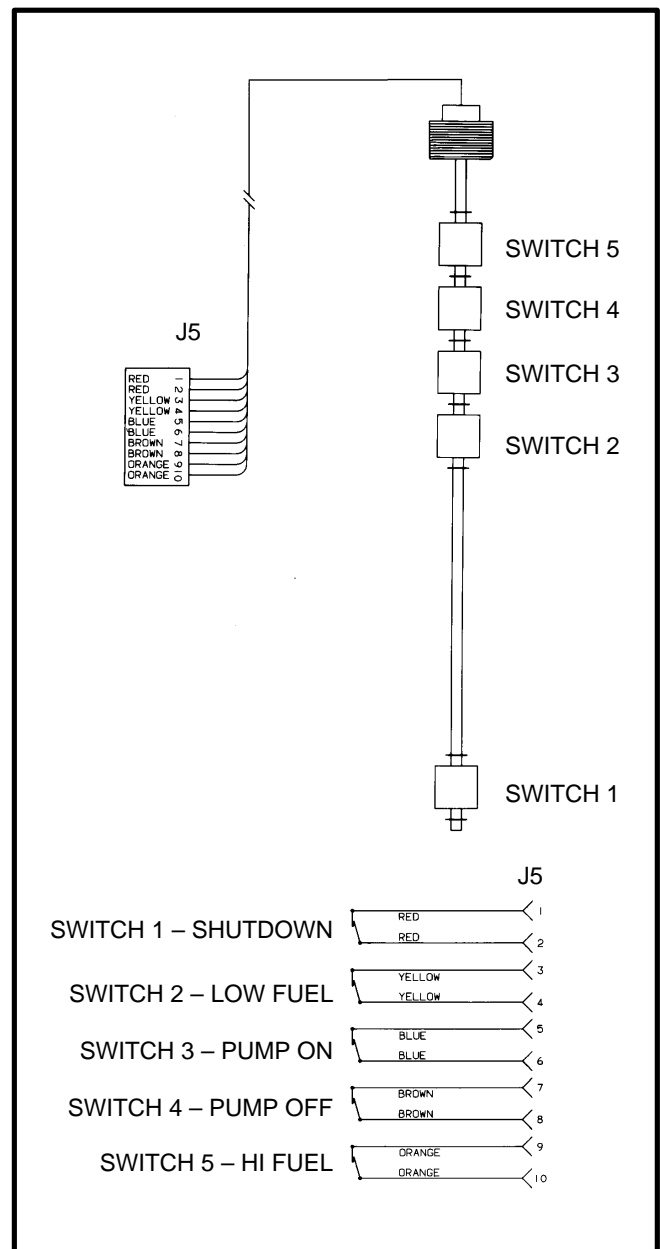 SWITCH 5
SWITCH 4
J5
SWITCH 3
RED 1
RED 2
YELLOW 3
YELLOW 4
BLUE 5
BLUE 6
BROWN 7
BROWN 8
ORANGE 9
ORANGE 10
SWITCH 2
SWITCH 1
J5
SWITCH 1 – SHUTDOWN
RED 1
RED 2
SWITCH 2 – LOW FUEL
YELLOW 3
YELLOW 4
SWITCH 3 – PUMP ON
BLUE 5
BLUE 6
SWITCH 4 – PUMP OFF
BROWN 7
BROWN 8
SWITCH 5 – HI FUEL
ORANGE 9
ORANGE 10